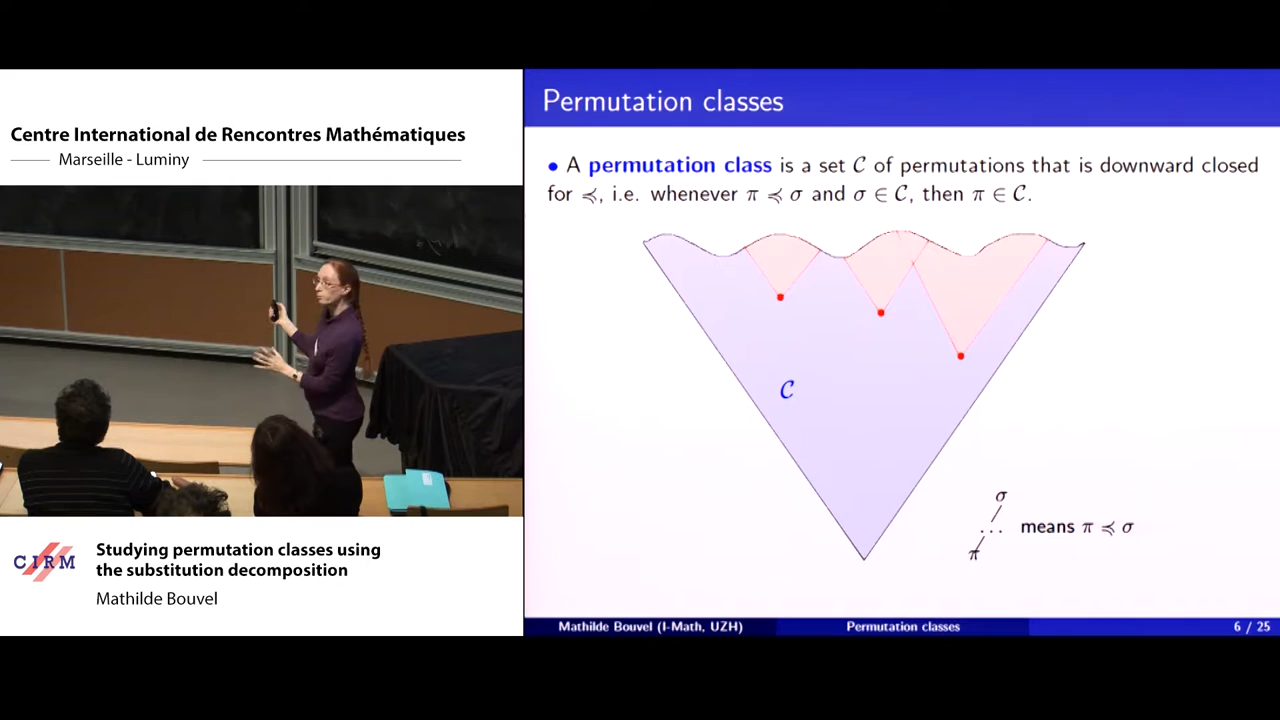 Centre International de Rencontres Mathématiques
Marseille - Luminy
CIRM
Studying permutation classes using
the substitution decomposition
Mathilde Bouvel
Permutation classes
• A permutation class is a set 𝒞 of permutations that is downward closed
for ≼, i.e. whenever π ≼ σ and σ ∈ 𝒞, then π ∈ 𝒞.
𝒞
σ
... means π ≼ σ
π
Mathilde Bouvel (I-Math, UZH) Permutation classes 6 / 25